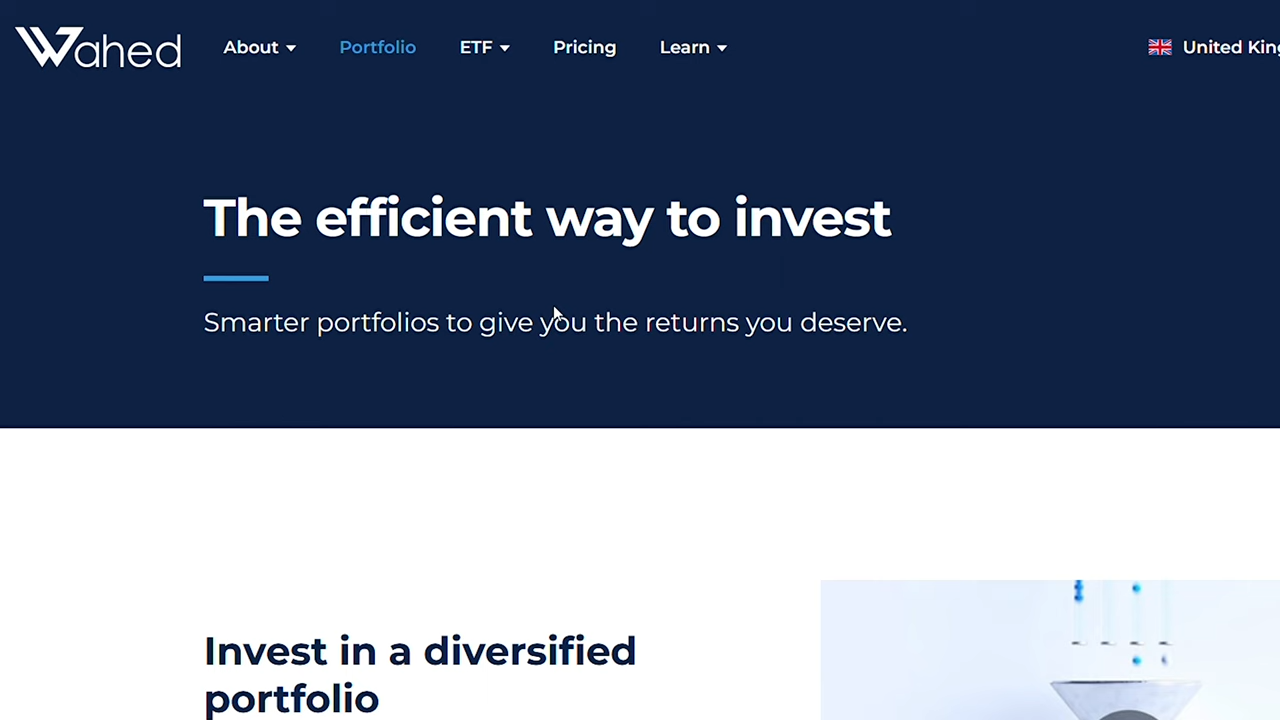 Wahed
About
Portfolio
ETF
Pricing
Learn
United King
The efficient way to invest
Smarter portfolios to give you the returns you deserve.
Invest in a diversified
portfolio